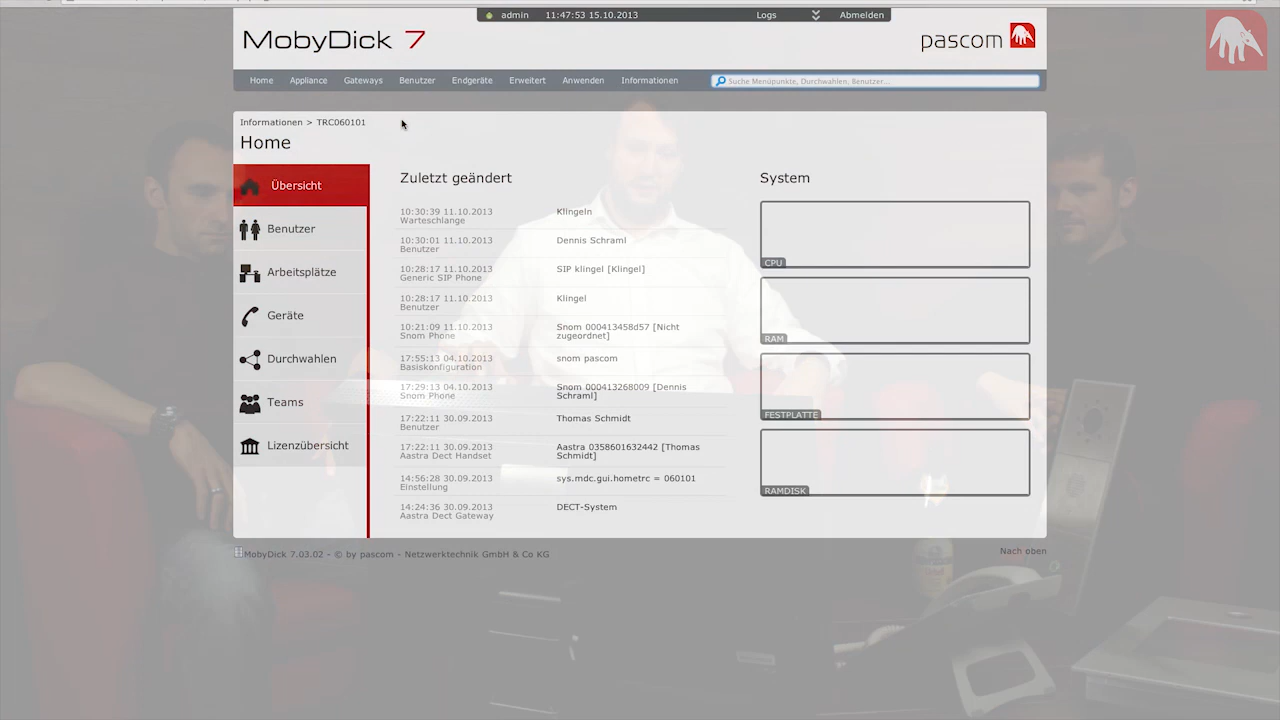 admin 11:47:53 15.10.2013 Logs Abmelden
MobyDick 7
pascom
Home Appliance Gateways Benutzer Endgeräte Erweitert Anwenden Informationen
Suche Menüpunkte, Durchwahlen, Benutzer...
Informationen > TRC060101
Home
Übersicht
Benutzer
Arbeitsplätze
Geräte
Durchwahlen
Teams
Lizenzübersicht
Zuletzt geändert
10:30:39 11.10.2013 Klingeln
Warteschlange
10:30:01 11.10.2013 Dennis Schraml
Benutzer
10:28:17 11.10.2013 SIP klingel [Klingel]
Generic SIP Phone
10:28:17 11.10.2013 Klingel
Benutzer
10:21:09 11.10.2013 Snom 000413458d57 [Nicht
Snom Phone zugeordnet]
17:55:13 04.10.2013 snom pascom
Basiskonfiguration
17:29:13 04.10.2013 Snom 000413268009 [Dennis
Snom Phone Schraml]
17:22:11 30.09.2013 Thomas Schmidt
Benutzer
17:22:11 30.09.2013 Aastra 0358601632442 [Thomas
Aastra Dect Handset Schmidt]
14:56:28 30.09.2013 sys.mdc.gui.hometrc = 060101
Einstellung
14:24:36 30.09.2013 DECT-System
Aastra Dect Gateway
System
CPU
RAM
FESTPLATTE
RAMDISK
MobyDick 7.03.02 - © by pascom - Netzwerktechnik GmbH & Co KG
Nach oben